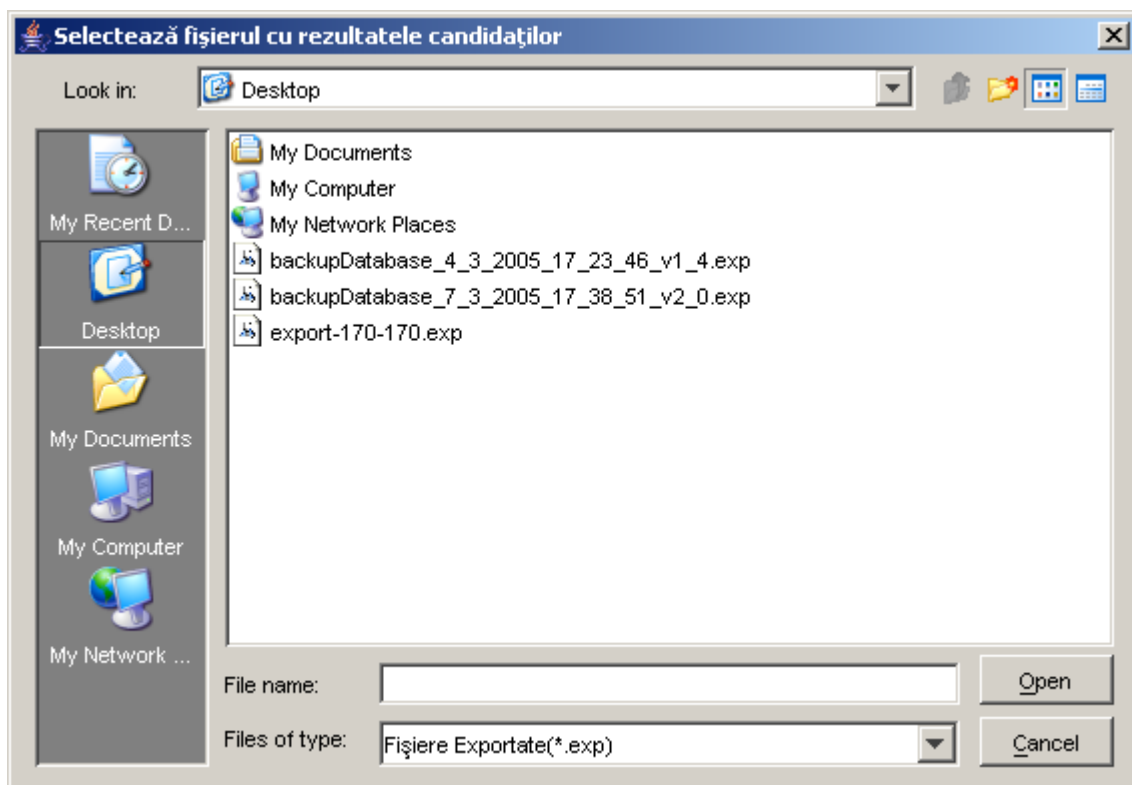 Selectează fişierul cu rezultatele candidaţilor
Look in:
Desktop
My Recent D...
Desktop
My Documents
My Computer
My Network ...
My Documents
My Computer
My Network Places
backupDatabase_4_3_2005_17_23_46_v1_4.exp
backupDatabase_7_3_2005_17_38_51_v2_0.exp
export-170-170.exp
File name:
Open
Files of type:
Fişiere Exportate(*.exp)
Cancel